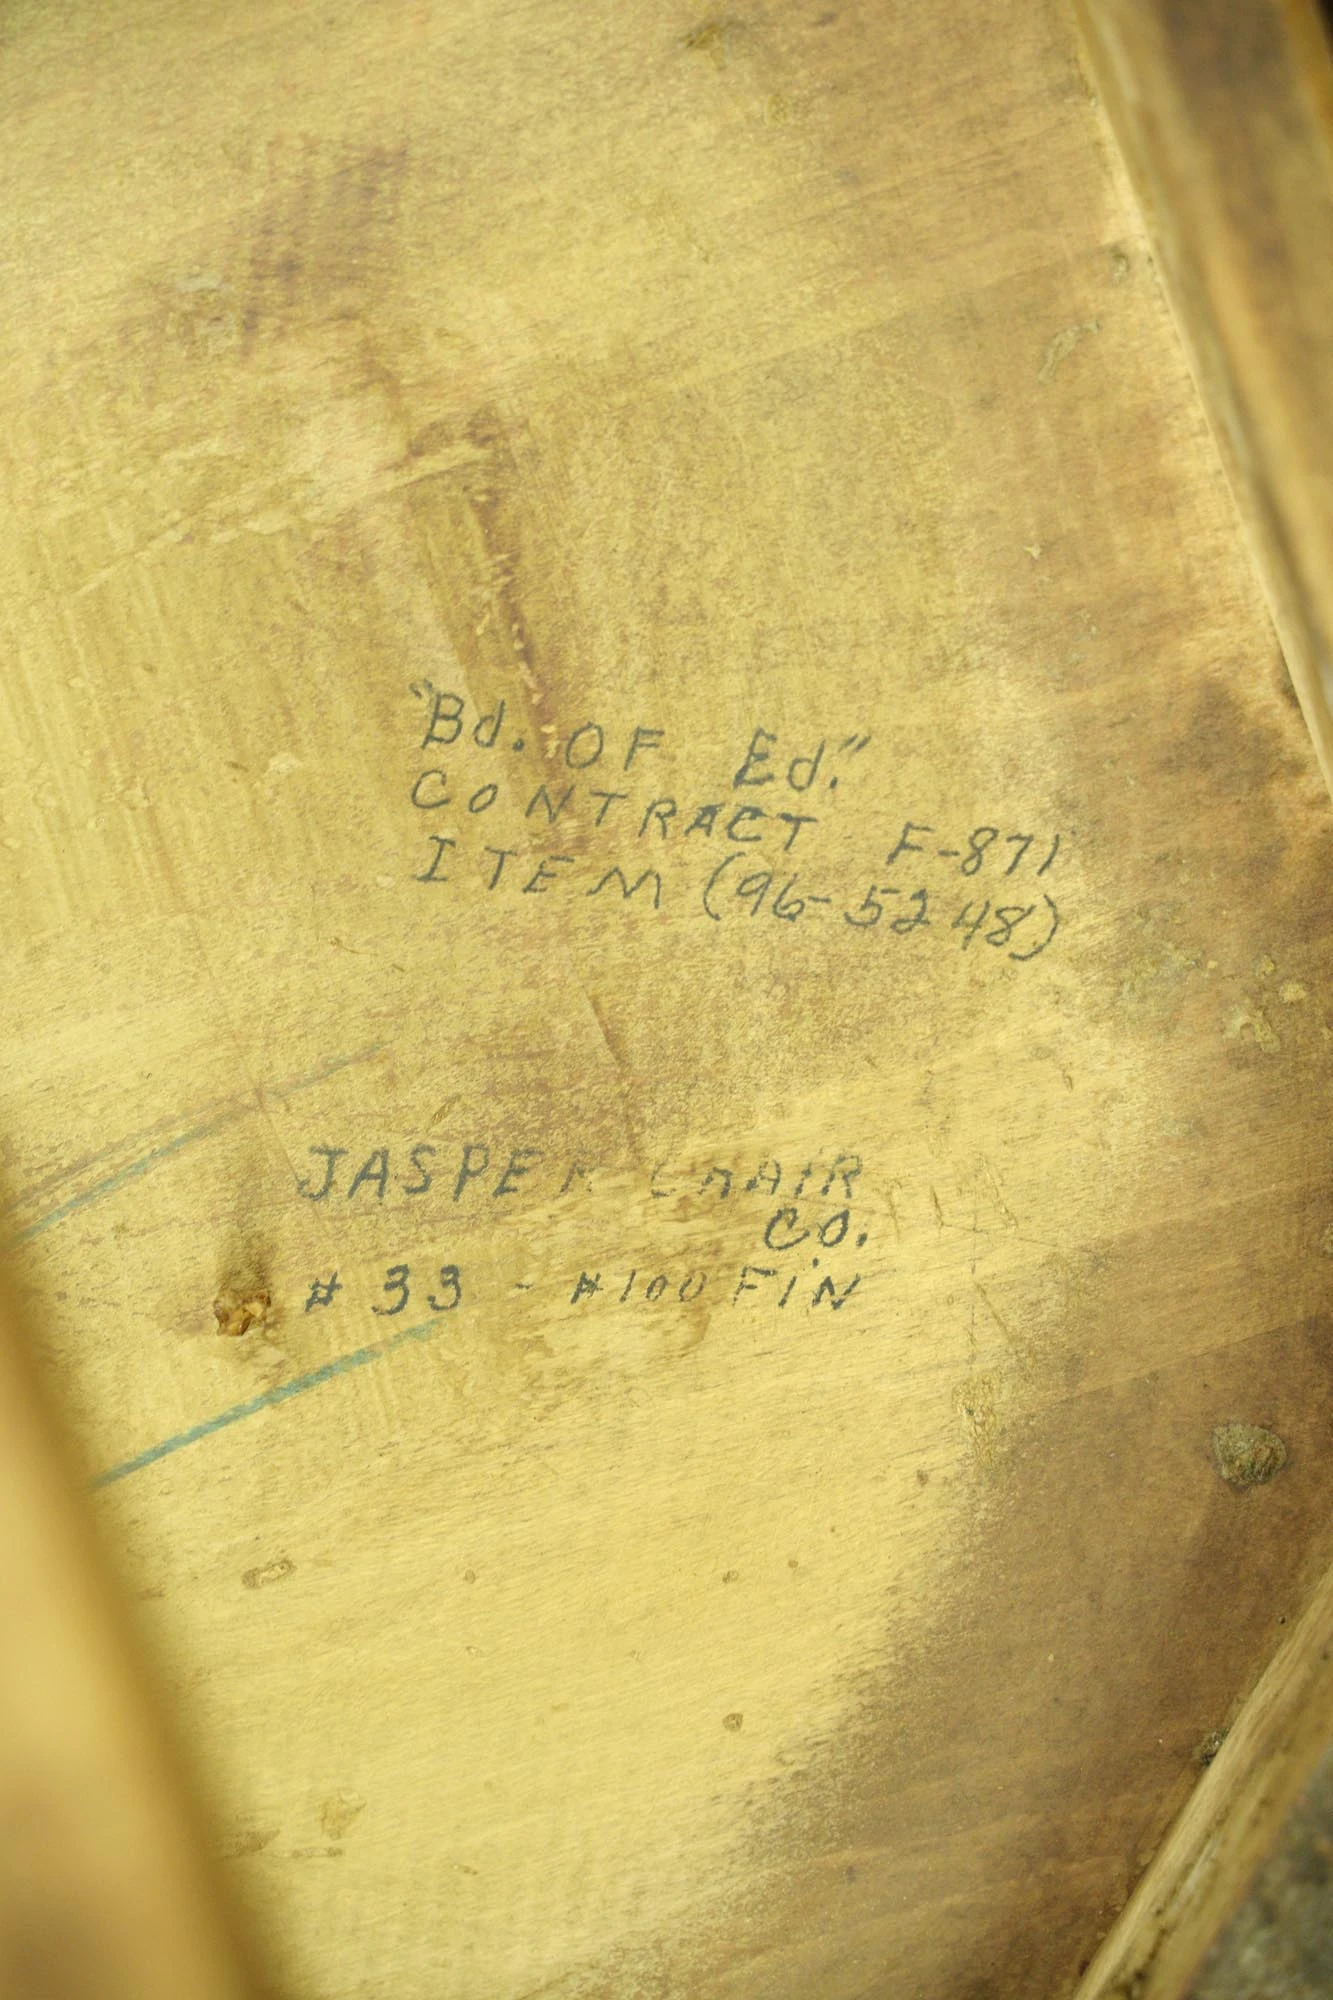 "Bd. OF Ed."
CONTRACT F-871
ITEM (96-5248)
JASPER CHAIR
CO.
#33 - #100 FIN